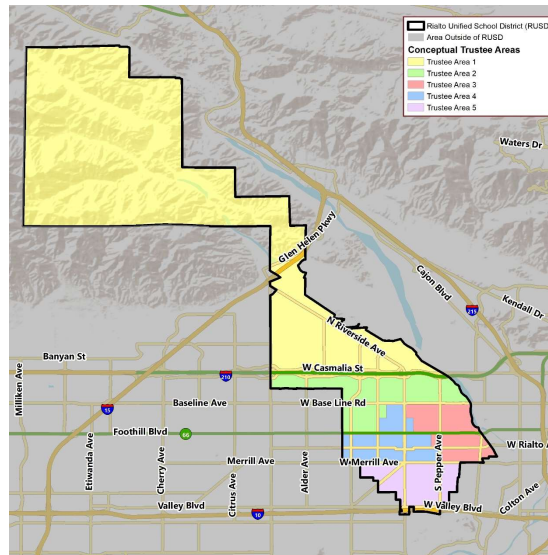 Rialto Unified School District (RUSD)
Area Outside of RUSD
Conceptual Trustee Areas
Trustee Area 1
Trustee Area 2
Trustee Area 3
Trustee Area 4
Trustee Area 5
Waters Dr
Glen Helen Pkwy
Cajon Blvd
Kendall Dr
215
N Riverside Ave
Banyan St
W Casmalia St
210
Milliken Ave
15
Baseline Ave
W Base Line Rd
Foothill Blvd
66
W Rialto A
Etiwanda Ave
Cherry Ave
Citrus Ave
Merrill Ave
Alder Ave
W Merrill Ave
S Pepper Ave
Colton Ave
Valley Blvd
10
W Valley Blvd